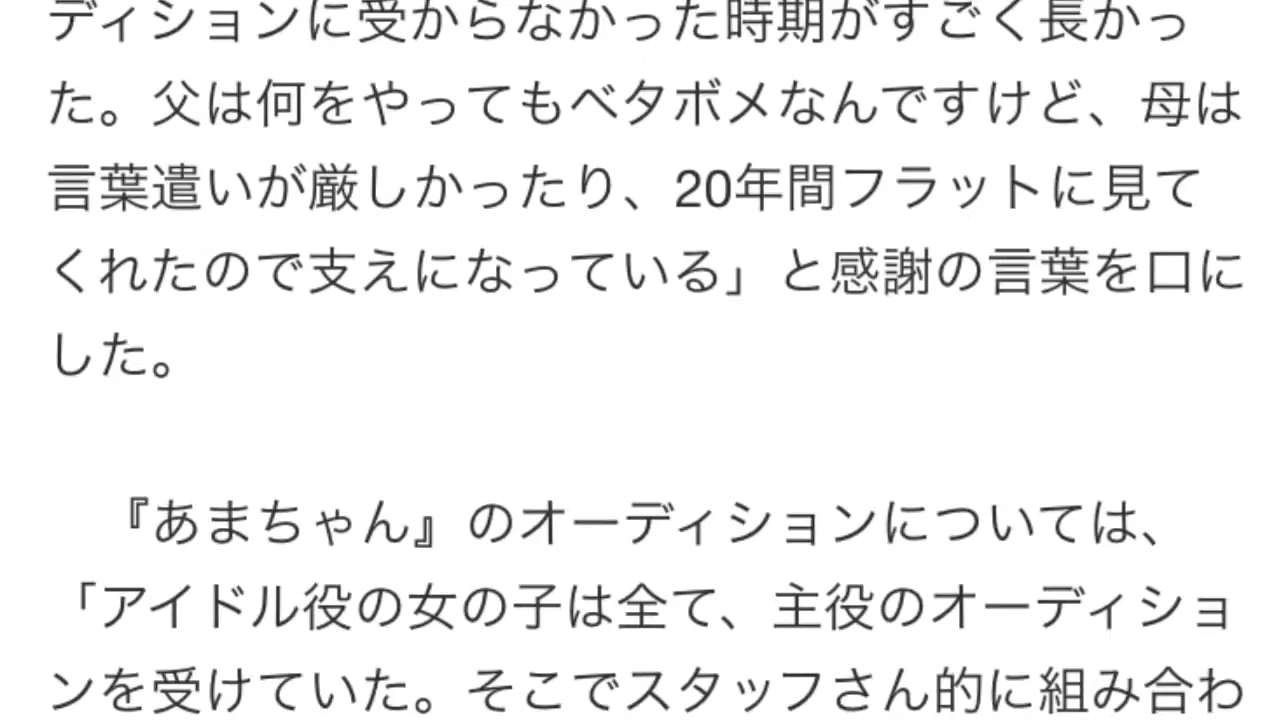 ディションに受からなかった時期がすごく長かっ
た。父は何をやってもベタボメなんですけど、母は
言葉遣いが厳しかったり、20年間フラットに見て
くれたので支えになっている」と感謝の言葉を口に
した。
『あまちゃん』のオーディションについては、
「アイドル役の女の子は全て、主役のオーディショ
ンを受けていた。そこでスタッフさん的に組み合わ